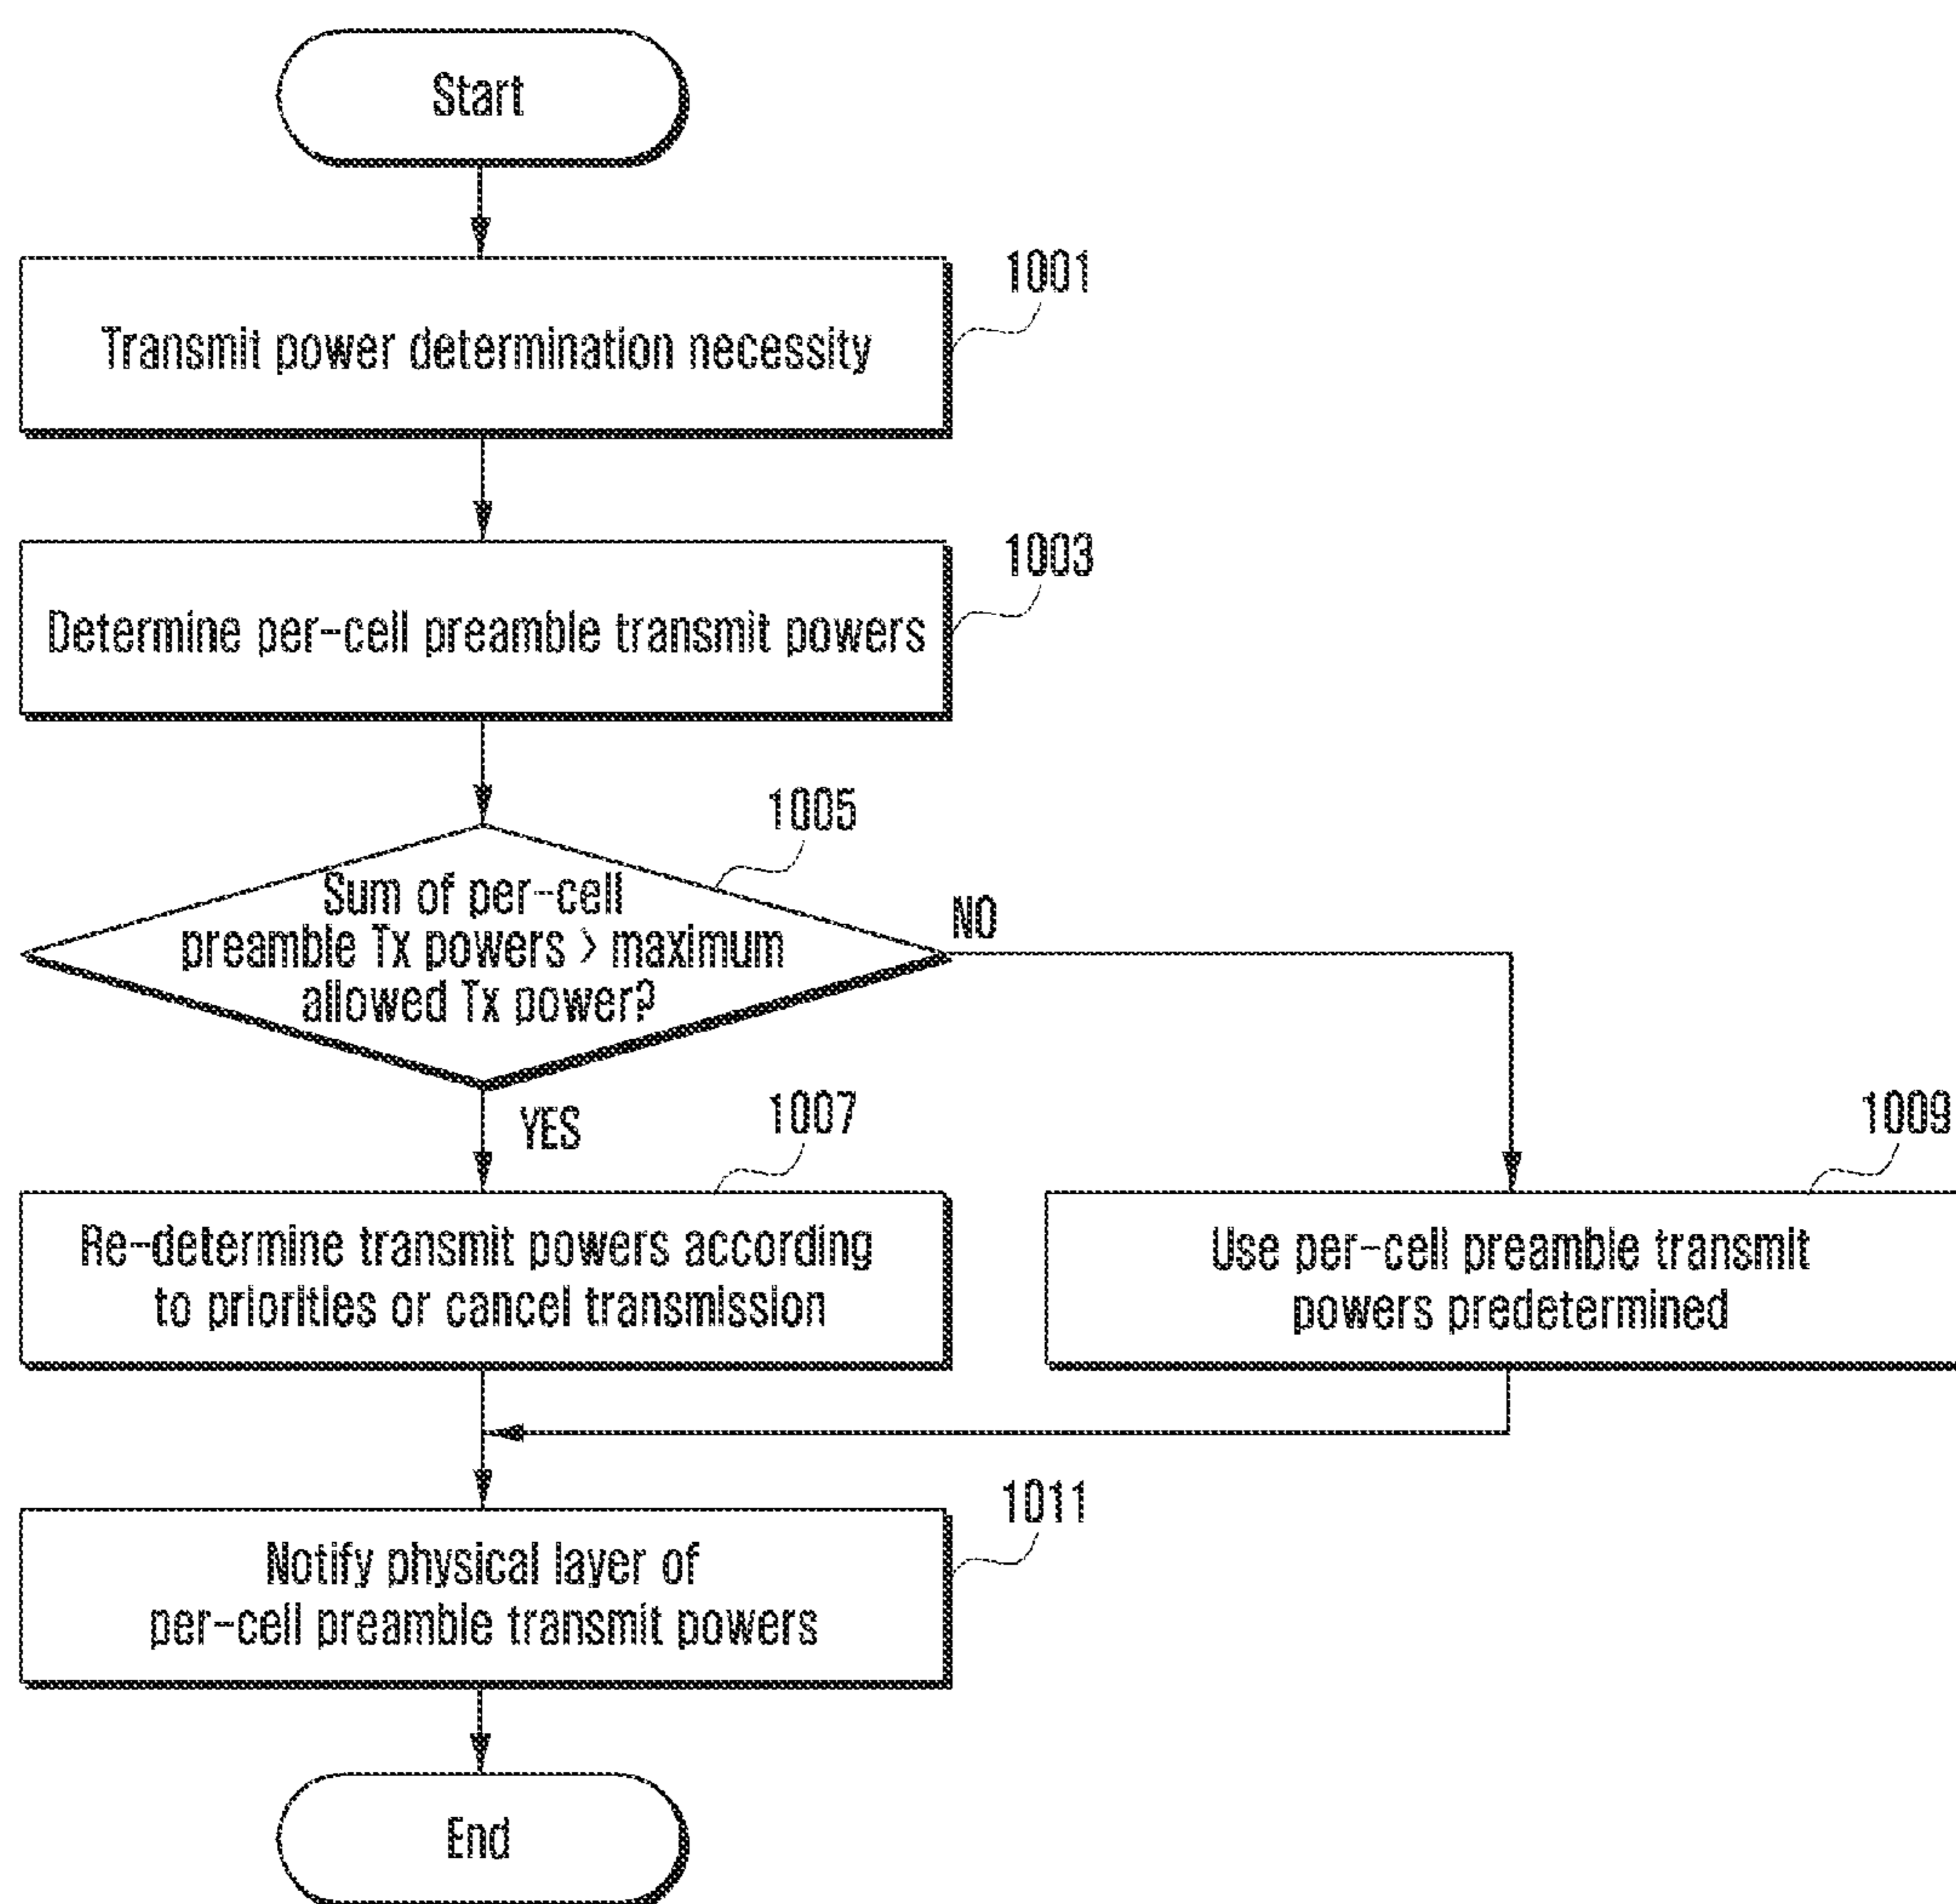 Start
1001
Transmit power determination necessity
1003
Determine per-cell preamble transmit powers
1005
Sum of per-cell
preamble Tx powers > maximum
allowed Tx power?
NO
YES
1007
1009
Re-determine transmit powers according
to priorities or cancel transmission
Use per-cell preamble transmit
powers predetermined
1011
Notify physical layer of
per-cell preamble transmit powers
End